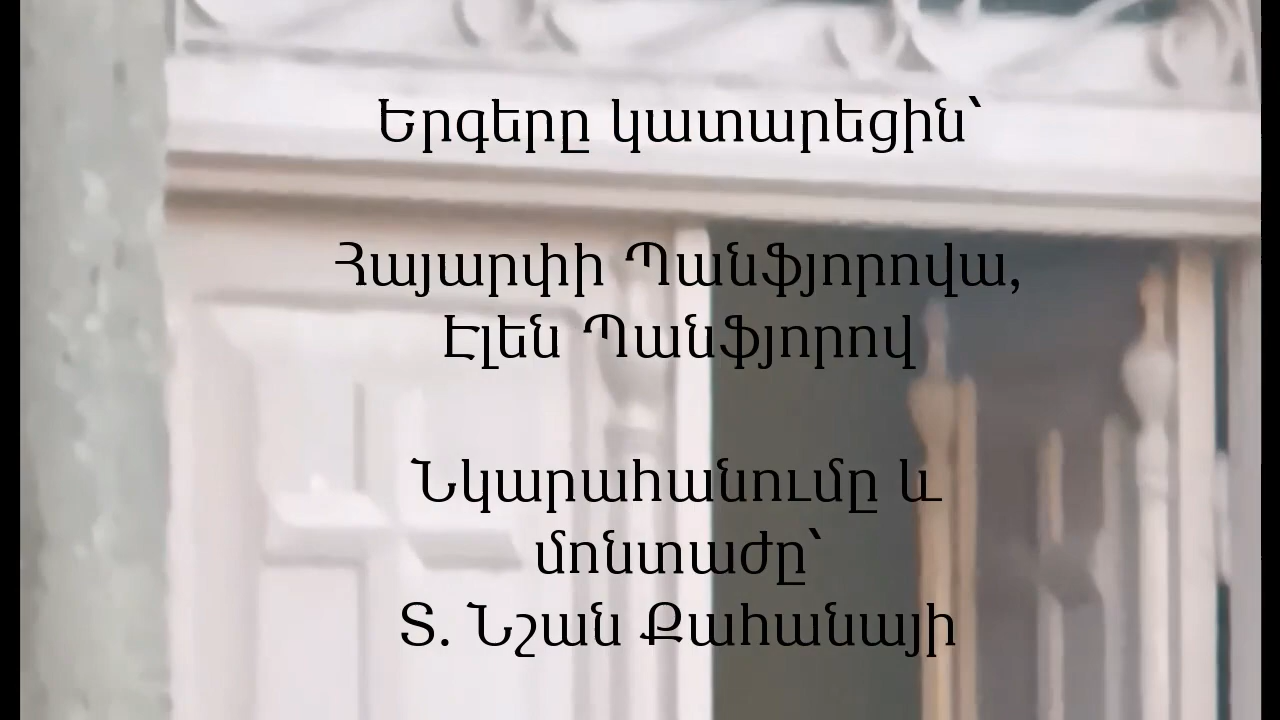 Երգերը կատարեցին՝
Հայարփի Պանֆյորովա,
Էլեն Պանֆյորով
Նկարահանումը և
մոնտաժը՝
Տ. Նշան Քահանայի